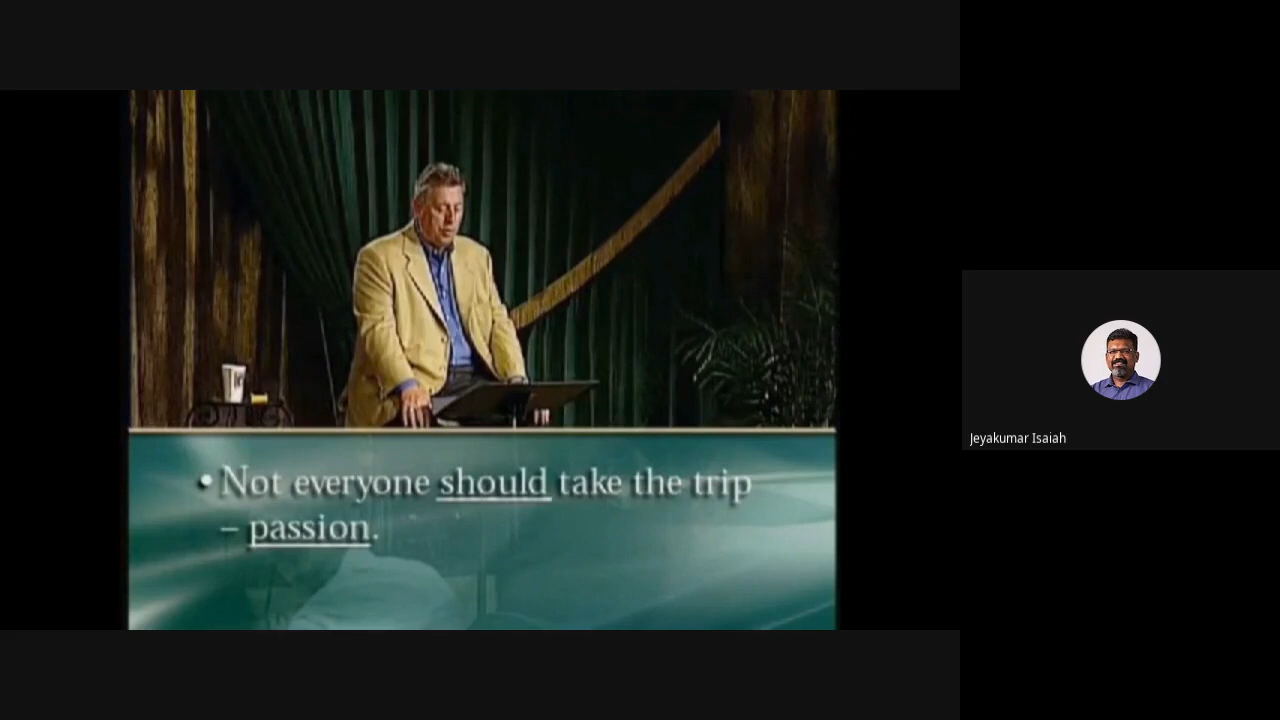 • Not everyone should take the trip
– passion.
Jeyakumar Isaiah